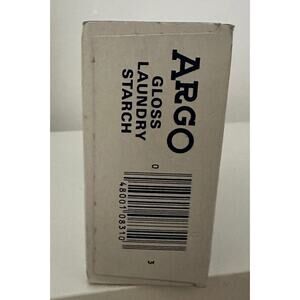 ARGO
GLOSS
LAUNDRY
STARCH
0
48001 08310
3